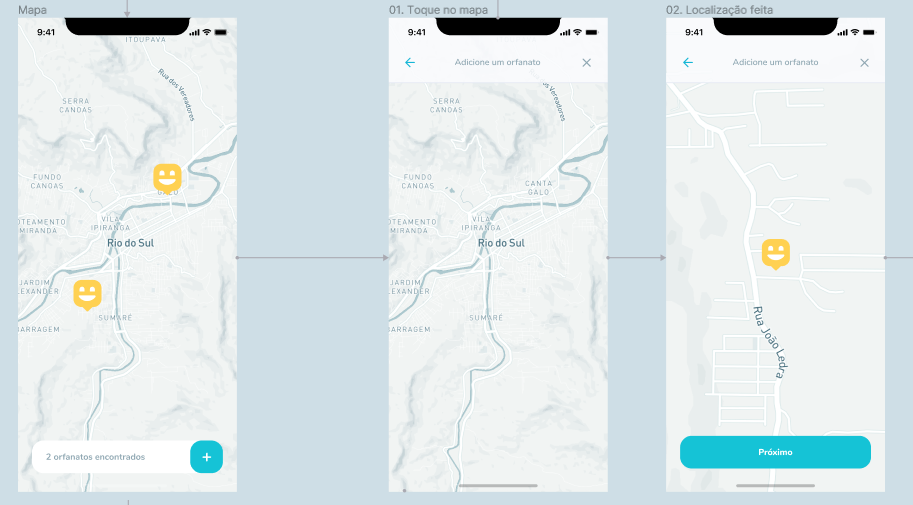 Mapa
9:41
ITOUPAVA
Rua dos Vereadores
SERRA
CANOAS
FUNDO
CANOAS
GALO
OTEAMENTO
MIRANDA
VILA
IPIRANGA
Rio do Sul
JARDIM
LEXANDER
SUMARÉ
BARRAGEM
2 orfanatos encontrados
+
01. Toque no mapa
9:41
Adicione um orfanato
dos Vereadores
SERRA
CANOAS
FUNDO
CANOAS
CANTA
GALO
OTEAMENTO
MIRANDA
VILA
IPIRANGA
Rio do Sul
JARDIM
LEXANDER
SUMARÉ
ARRAGEM
02. Localização feita
9:41
Adicione um orfanato
Rua João Ledra
Próximo